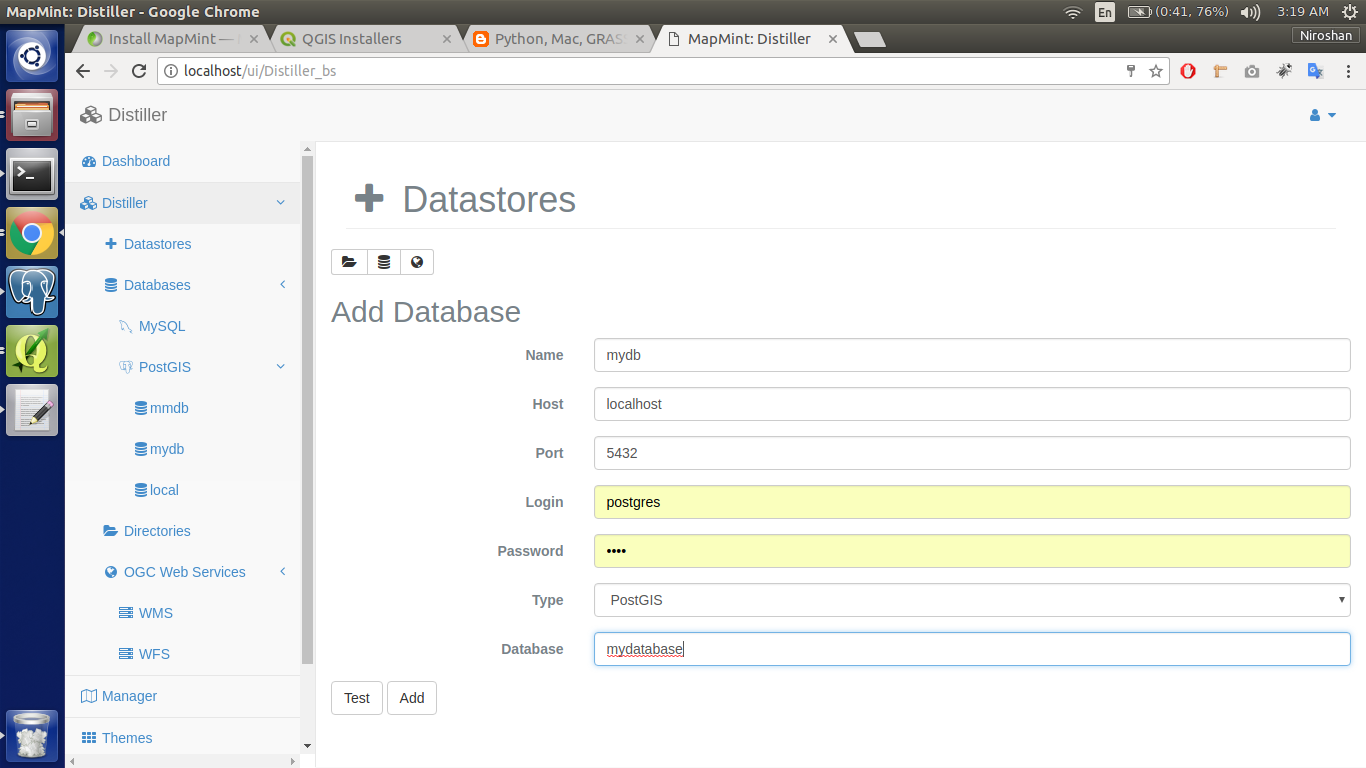 MapMint: Distiller - Google Chrome
En (0:41, 76%) 3:19 AM
Install MapMint —
QGIS Installers
Python, Mac, GRAS
MapMint: Distiller
Niroshan
localhost/ui/Distiller_bs
Distiller
Dashboard
Distiller
Datastores
Databases
MySQL
PostGIS
mmdb
mydb
local
Directories
OGC Web Services
WMS
WFS
Manager
Themes
Datastores
Add Database
Name mydb
Host localhost
Port 5432
Login postgres
Password ••••
Type PostGIS
Database mydatabase
Test Add